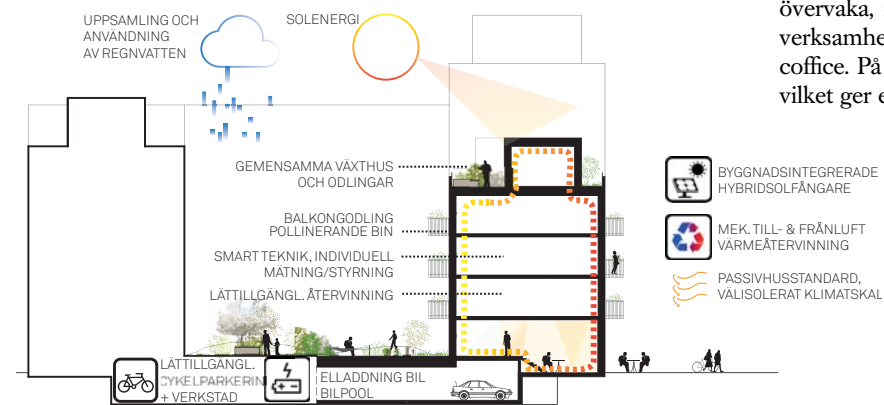 UPPSAMLING OCH
ANVÄNDNING
AV REGNVATTEN
SOLENERGI
övervaka,
verksamhe
coffice. På
vilket ger e
GEMENSAMMA VÄXTHUS
OCH ODLINGAR
BALKONGODLING
POLLINERANDE BIN
SMART TEKNIK, INDIVIDUELL
MÄTNING/STYRNING
LÄTTILLGÄNGL. ÅTERVINNING
BYGGNADSINTEGRERADE
HYBRIDSOLFÅNGARE
MEK. TILL- & FRÅNLUFT
VÄRMEÅTERVINNING
PASSIVHUSSTANDARD,
VÄLISOLERAT KLIMATSKAL
LÄTTILLGÄNGL.
CYKELPARKERIN
+ VERKSTAD
ELLADDNING BIL
BILPOOL